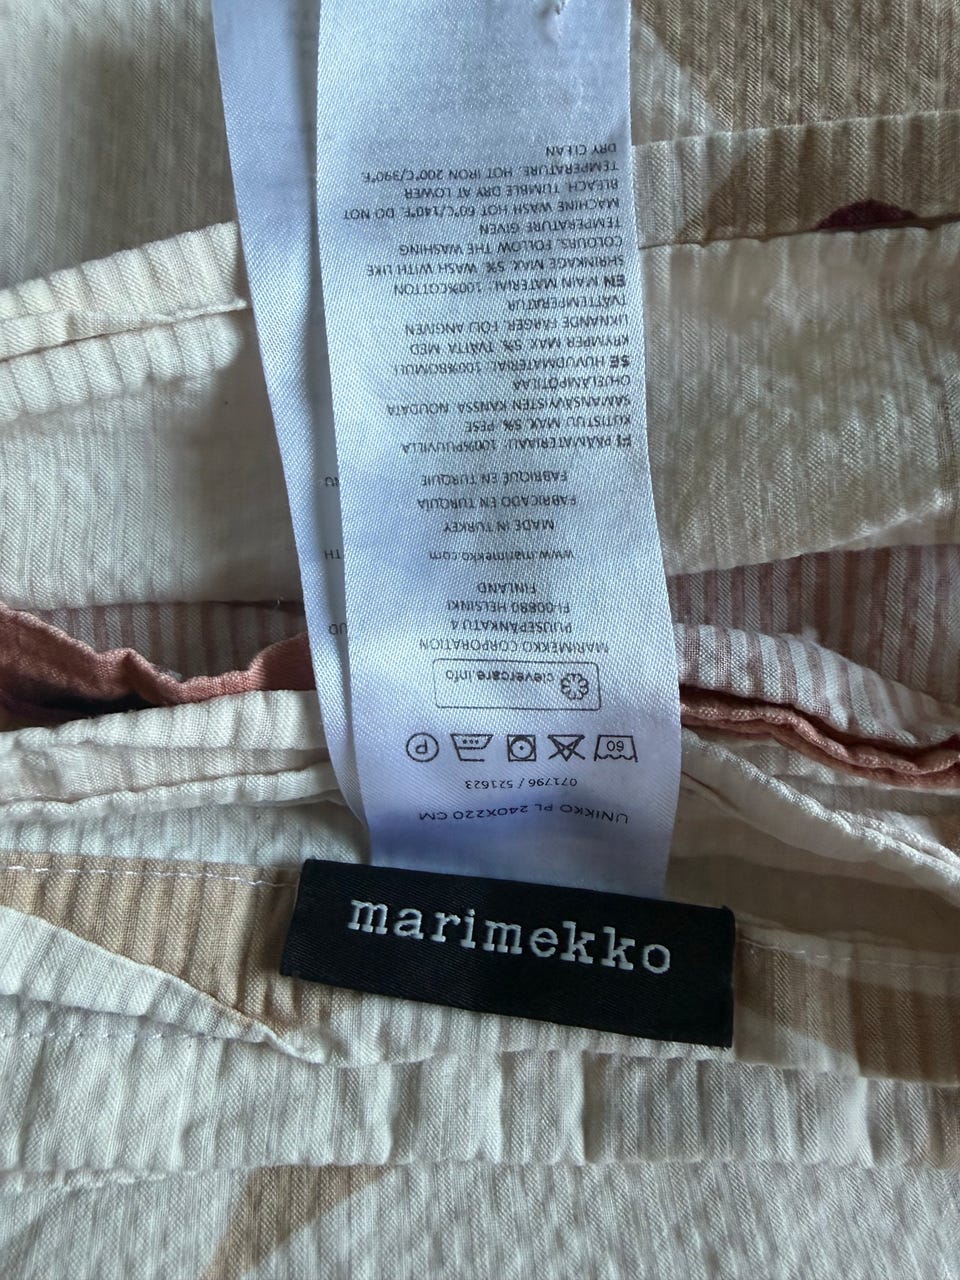 marimekko
UNIKKO PL 240X220 CM
071796 / 521623
60
P
clevercare.info
MARIMEKKO CORPORATION
PUUSEPÄNKATU 4
FI-00880 HELSINKI
FINLAND
www.marimekko.com
MADE IN TURKEY
FABRICADO EN TURQUÍA
FABRIQUÉ EN TURQUIE
FI PÄÄMATERIAALI: 100%PUUVILLA
KUTISTUU MAX. 5% PESE
SAMANSÄVYISTEN KANSSA NOUDATA
OHJELÄMPÖTILAA
SE HUVUDMATERIAL: 100%BOMULL
KRYMPER MAX. 5%. TVÄTTA MED
LIKNANDE FÄRGER. FÖLJ ANGIVEN
TVÄTTEMPERATUR
EN MAIN MATERIAL: 100%COTTON
SHRINKAGE MAX. 5%. WASH WITH LIKE
COLOURS. FOLLOW THE WASHING
TEMPERATURE GIVEN
MACHINE WASH HOT 60°C/140°F. DO NOT
BLEACH. TUMBLE DRY AT LOWER
TEMPERATURE. HOT IRON 200°C/390°F.
DRY CLEAN